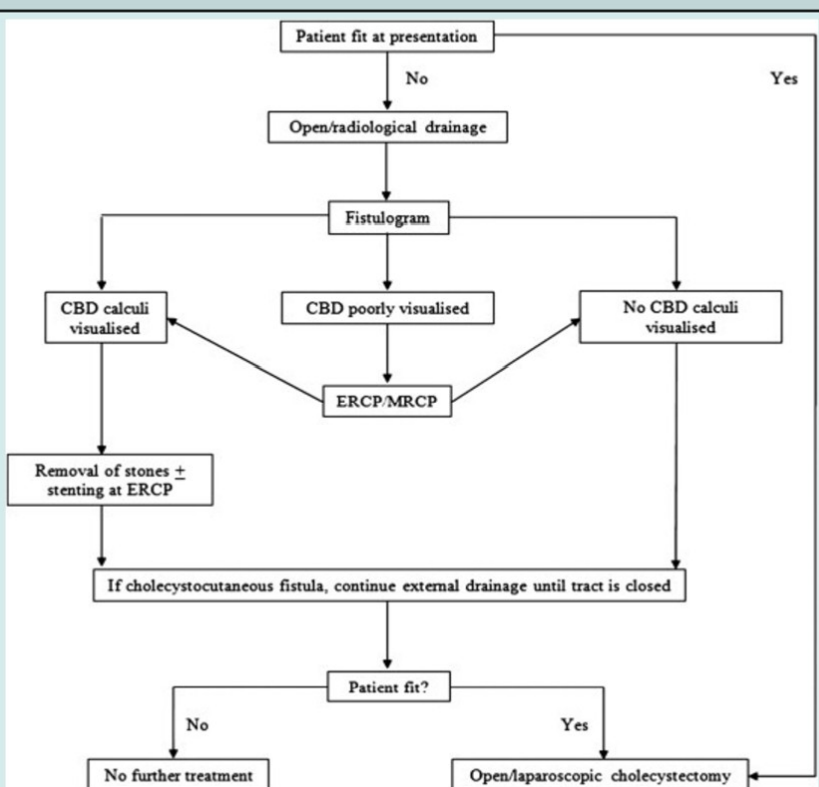 Patient fit at presentation
No
Yes
Open/radiological drainage
Fistulogram
CBD calculi
visualised
CBD poorly visualised
No CBD calculi
visualised
ERCP/MRCP
Removal of stones ±
stenting at ERCP
If cholecystocutaneous fistula, continue external drainage until tract is closed
Patient fit?
No
Yes
No further treatment
Open/laparoscopic cholecystectomy